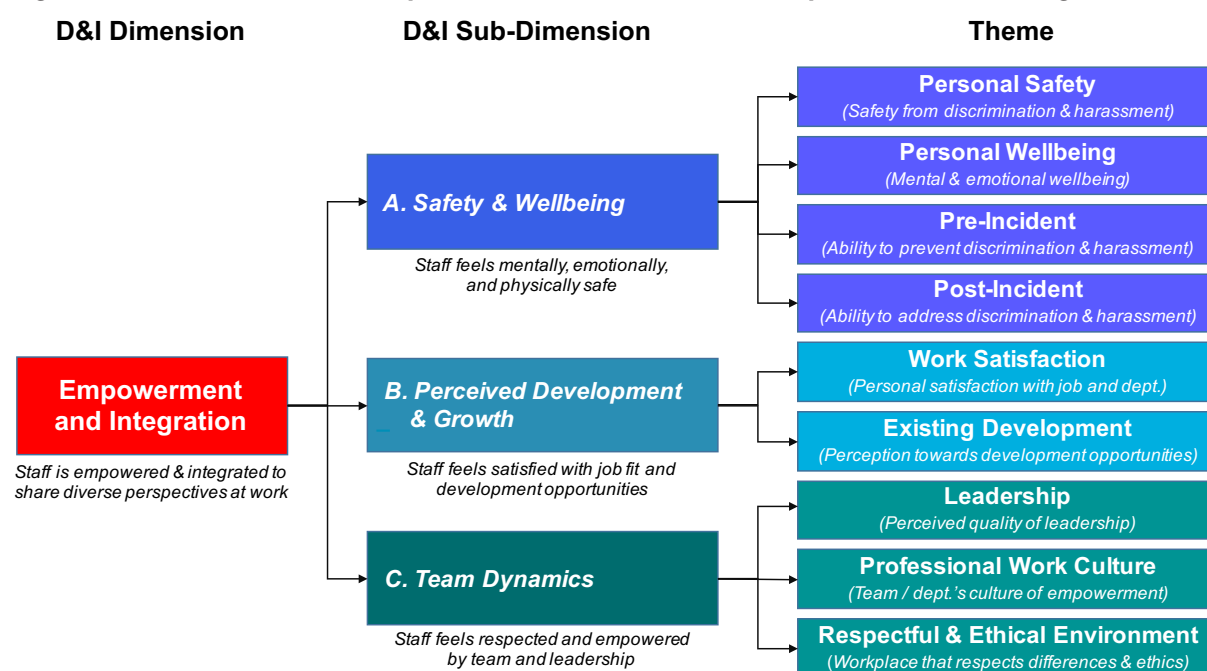 D&I Dimension
D&I Sub-Dimension
Theme
Empowerment
and Integration
Staff is empowered & integrated to
share diverse perspectives at work
A. Safety & Wellbeing
Staff feels mentally, emotionally,
and physically safe
B. Perceived Development
& Growth
Staff feels satisfied with job fit and
development opportunities
C. Team Dynamics
Staff feels respected and empowered
by team and leadership
Personal Safety
(Safety from discrimination & harassment)
Personal Wellbeing
(Mental & emotional wellbeing)
Pre-Incident
(Ability to prevent discrimination & harassment)
Post-Incident
(Ability to address discrimination & harassment)
Work Satisfaction
(Personal satisfaction with job and dept.)
Existing Development
(Perception towards development opportunities)
Leadership
(Perceived quality of leadership)
Professional Work Culture
(Team / dept.'s culture of empowerment)
Respectful & Ethical Environment
(Workplace that respects differences & ethics)